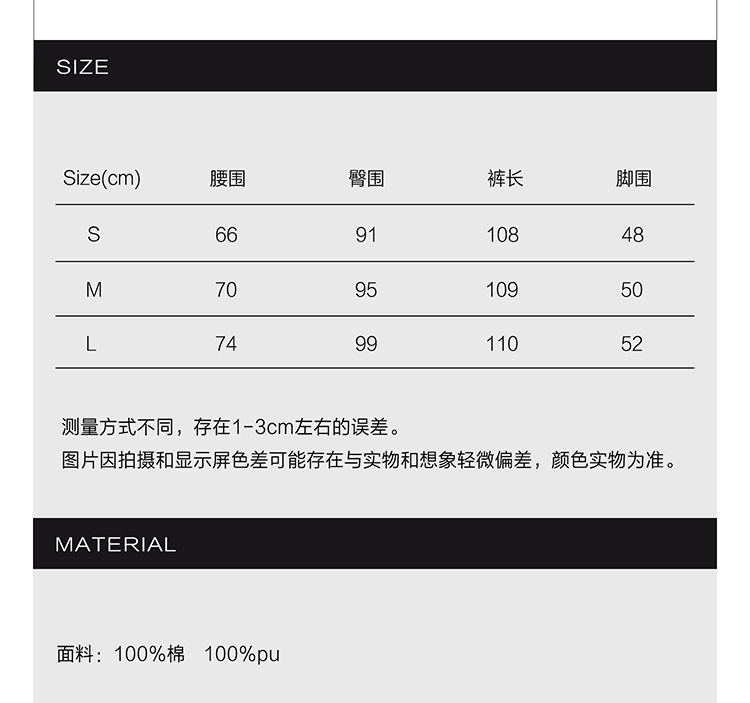 SIZE
Size(cm) 腰围 臀围 裤长 脚围
S 66 91 108 48
M 70 95 109 50
L 74 99 110 52
测量方式不同，存在1-3cm左右的误差。
图片因拍摄和显示屏色差可能存在与实物和想象轻微偏差，颜色实物为准。
MATERIAL
面料：100%棉 100%pu